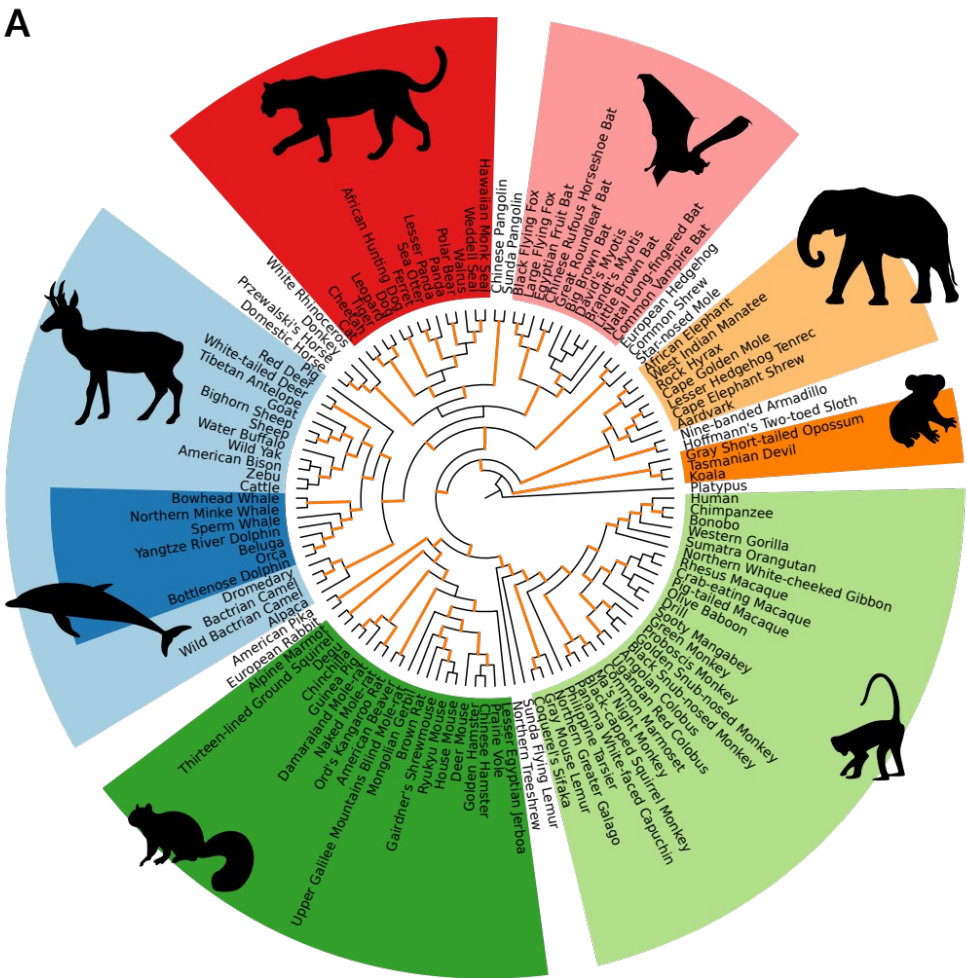 A
Hawaiian Monk Seal
Weddell Seal
Walrus
Polar Bear
Panda
Lesser Panda
Sea Otter
Ferret
Dog
African Hunting Dog
Leopard
Tiger
Cheetah
Cat
White Rhinoceros
Donkey
Przewalski's Horse
Domestic Horse
Pig
Red Deer
White-tailed Deer
Tibetan Antelope
Goat
Bighorn Sheep
Sheep
Water Buffalo
Wild Yak
American Bison
Zebu
Cattle
Bowhead Whale
Northern Minke Whale
Sperm Whale
Yangtze River Dolphin
Beluga
Orca
Bottlenose Dolphin
Dromedary
Bactrian Camel
Wild Bactrian Camel
Alpaca
American Pika
European Rabbit
Alpine Marmot
Thirteen-lined Ground Squirrel
Degu
Chinchilla
Guinea Pig
Damaraland Mole-rat
Naked Mole-rat
Ord's Kangaroo Rat
American Beaver
Upper Galilee Mountains Blind Mole-rat
Mongolian Gerbil
Brown Rat
Gairdner's Shrewmouse
Ryukyu Mouse
House Mouse
Deer Mouse
Golden Hamster
Chinese Hamster
Prairie Vole
Lesser Egyptian Jerboa
Northern Treeshrew
Sunda Flying Lemur
Coquerel's Sifaka
Gray Mouse Lemur
Northern Greater Galago
Philippine Tarsier
Panama White-faced Capuchin
Black-capped Squirrel Monkey
Ma's Night Monkey
Common Marmoset
Ugandan Red Colobus
Angolan Colobus
Black Snub-nosed Monkey
Golden Snub-nosed Monkey
Proboscis Monkey
Green Monkey
Sooty Mangabey
Drill
Olive Baboon
Pig-tailed Macaque
Crab-eating Macaque
Rhesus Macaque
Northern White-cheeked Gibbon
Sumatra Orangutan
Western Gorilla
Bonobo
Chimpanzee
Human
Platypus
Koala
Tasmanian Devil
Gray Short-tailed Opossum
Hoffmann's Two-toed Sloth
Nine-banded Armadillo
Aardvark
Cape Elephant Shrew
Lesser Hedgehog Tenrec
Cape Golden Mole
Rock Hyrax
West Indian Manatee
African Elephant
Star-nosed Mole
Common Shrew
European Hedgehog
Common Vampire Bat
Natal Long-fingered Bat
Little Brown Bat
Brandt's Myotis
David's Myotis
Big Brown Bat
Great Roundleaf Bat
Chinese Rufous Horseshoe Bat
Egyptian Fruit Bat
Large Flying Fox
Black Flying Fox
Sunda Pangolin
Chinese Pangolin